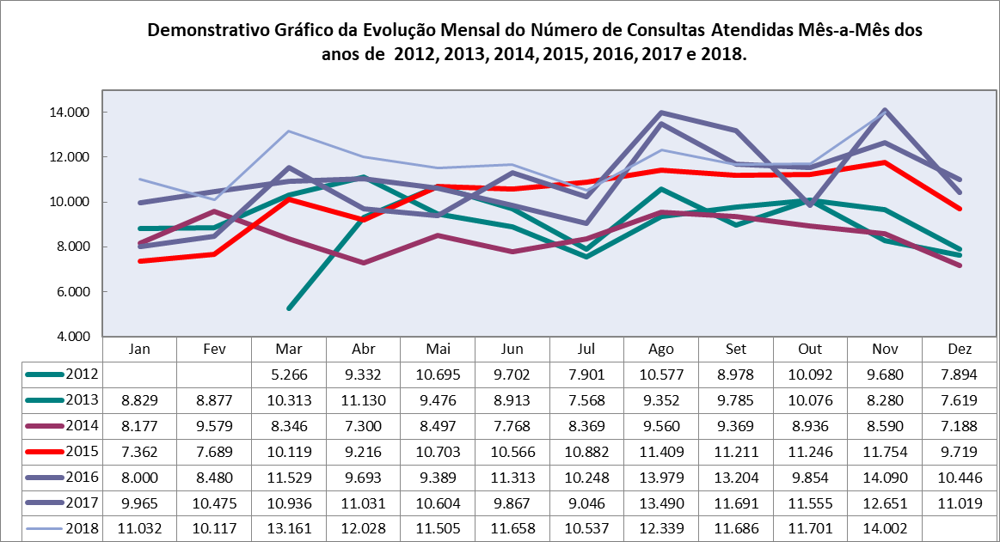 Demonstrativo Gráfico da Evolução Mensal do Número de Consultas Atendidas Mês-a-Mês dos
anos de 2012, 2013, 2014, 2015, 2016, 2017 e 2018.
14.000
12.000
10.000
8.000
6.000
4.000
Jan Fev Mar Abr Mai Jun Jul Ago Set Out Nov Dez
2012 5.266 9.332 10.695 9.702 7.901 10.577 8.978 10.092 9.680 7.894
2013 8.829 8.877 10.313 11.130 9.476 8.913 7.568 9.352 9.785 10.076 8.280 7.619
2014 8.177 9.579 8.346 7.300 8.497 7.768 8.369 9.560 9.369 8.936 8.590 7.188
2015 7.362 7.689 10.119 9.216 10.703 10.566 10.882 11.409 11.211 11.246 11.754 9.719
2016 8.000 8.480 11.529 9.693 9.389 11.313 10.248 13.979 13.204 9.854 14.090 10.446
2017 9.965 10.475 10.936 11.031 10.604 9.867 9.046 13.490 11.691 11.555 12.651 11.019
2018 11.032 10.117 13.161 12.028 11.505 11.658 10.537 12.339 11.686 11.701 14.002